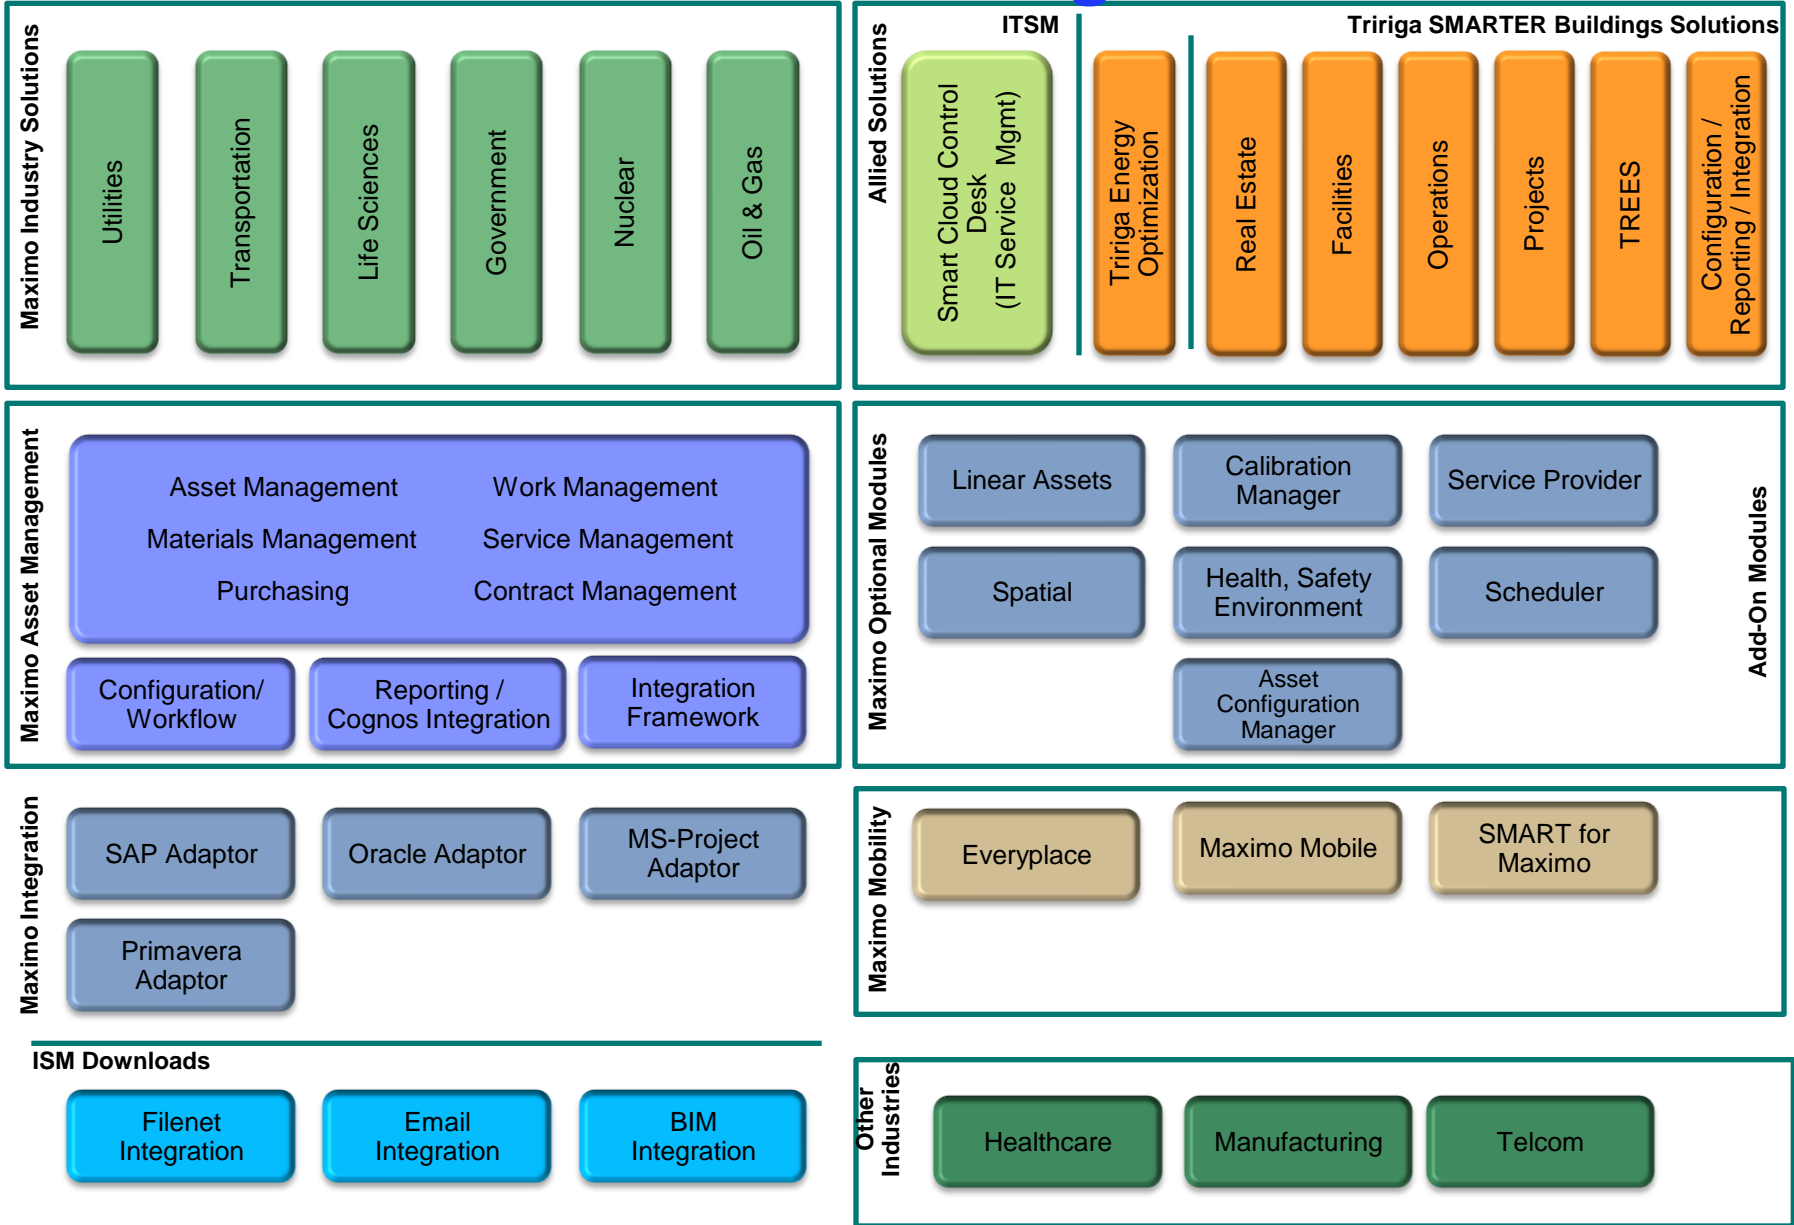 Maximo Industry Solutions
Utilities
Transportation
Life Sciences
Government
Nuclear
Oil & Gas
Allied Solutions
ITSM
Tririga SMARTER Buildings Solutions
Smart Cloud Control
Desk
(IT Service Mgmt)
Tririga Energy
Optimization
Real Estate
Facilities
Operations
Projects
TREES
Configuration /
Reporting / Integration
Maximo Asset Management
Asset Management
Work Management
Materials Management
Service Management
Purchasing
Contract Management
Configuration/
Workflow
Reporting /
Cognos Integration
Integration
Framework
Maximo Optional Modules
Linear Assets
Calibration
Manager
Service Provider
Spatial
Health, Safety
Environment
Scheduler
Asset
Configuration
Manager
Add-On Modules
Maximo Integration
SAP Adaptor
Oracle Adaptor
MS-Project
Adaptor
Primavera
Adaptor
Maximo Mobility
Everyplace
Maximo Mobile
SMART for
Maximo
ISM Downloads
Filenet
Integration
Email
Integration
BIM
Integration
Other
Industries
Healthcare
Manufacturing
Telcom